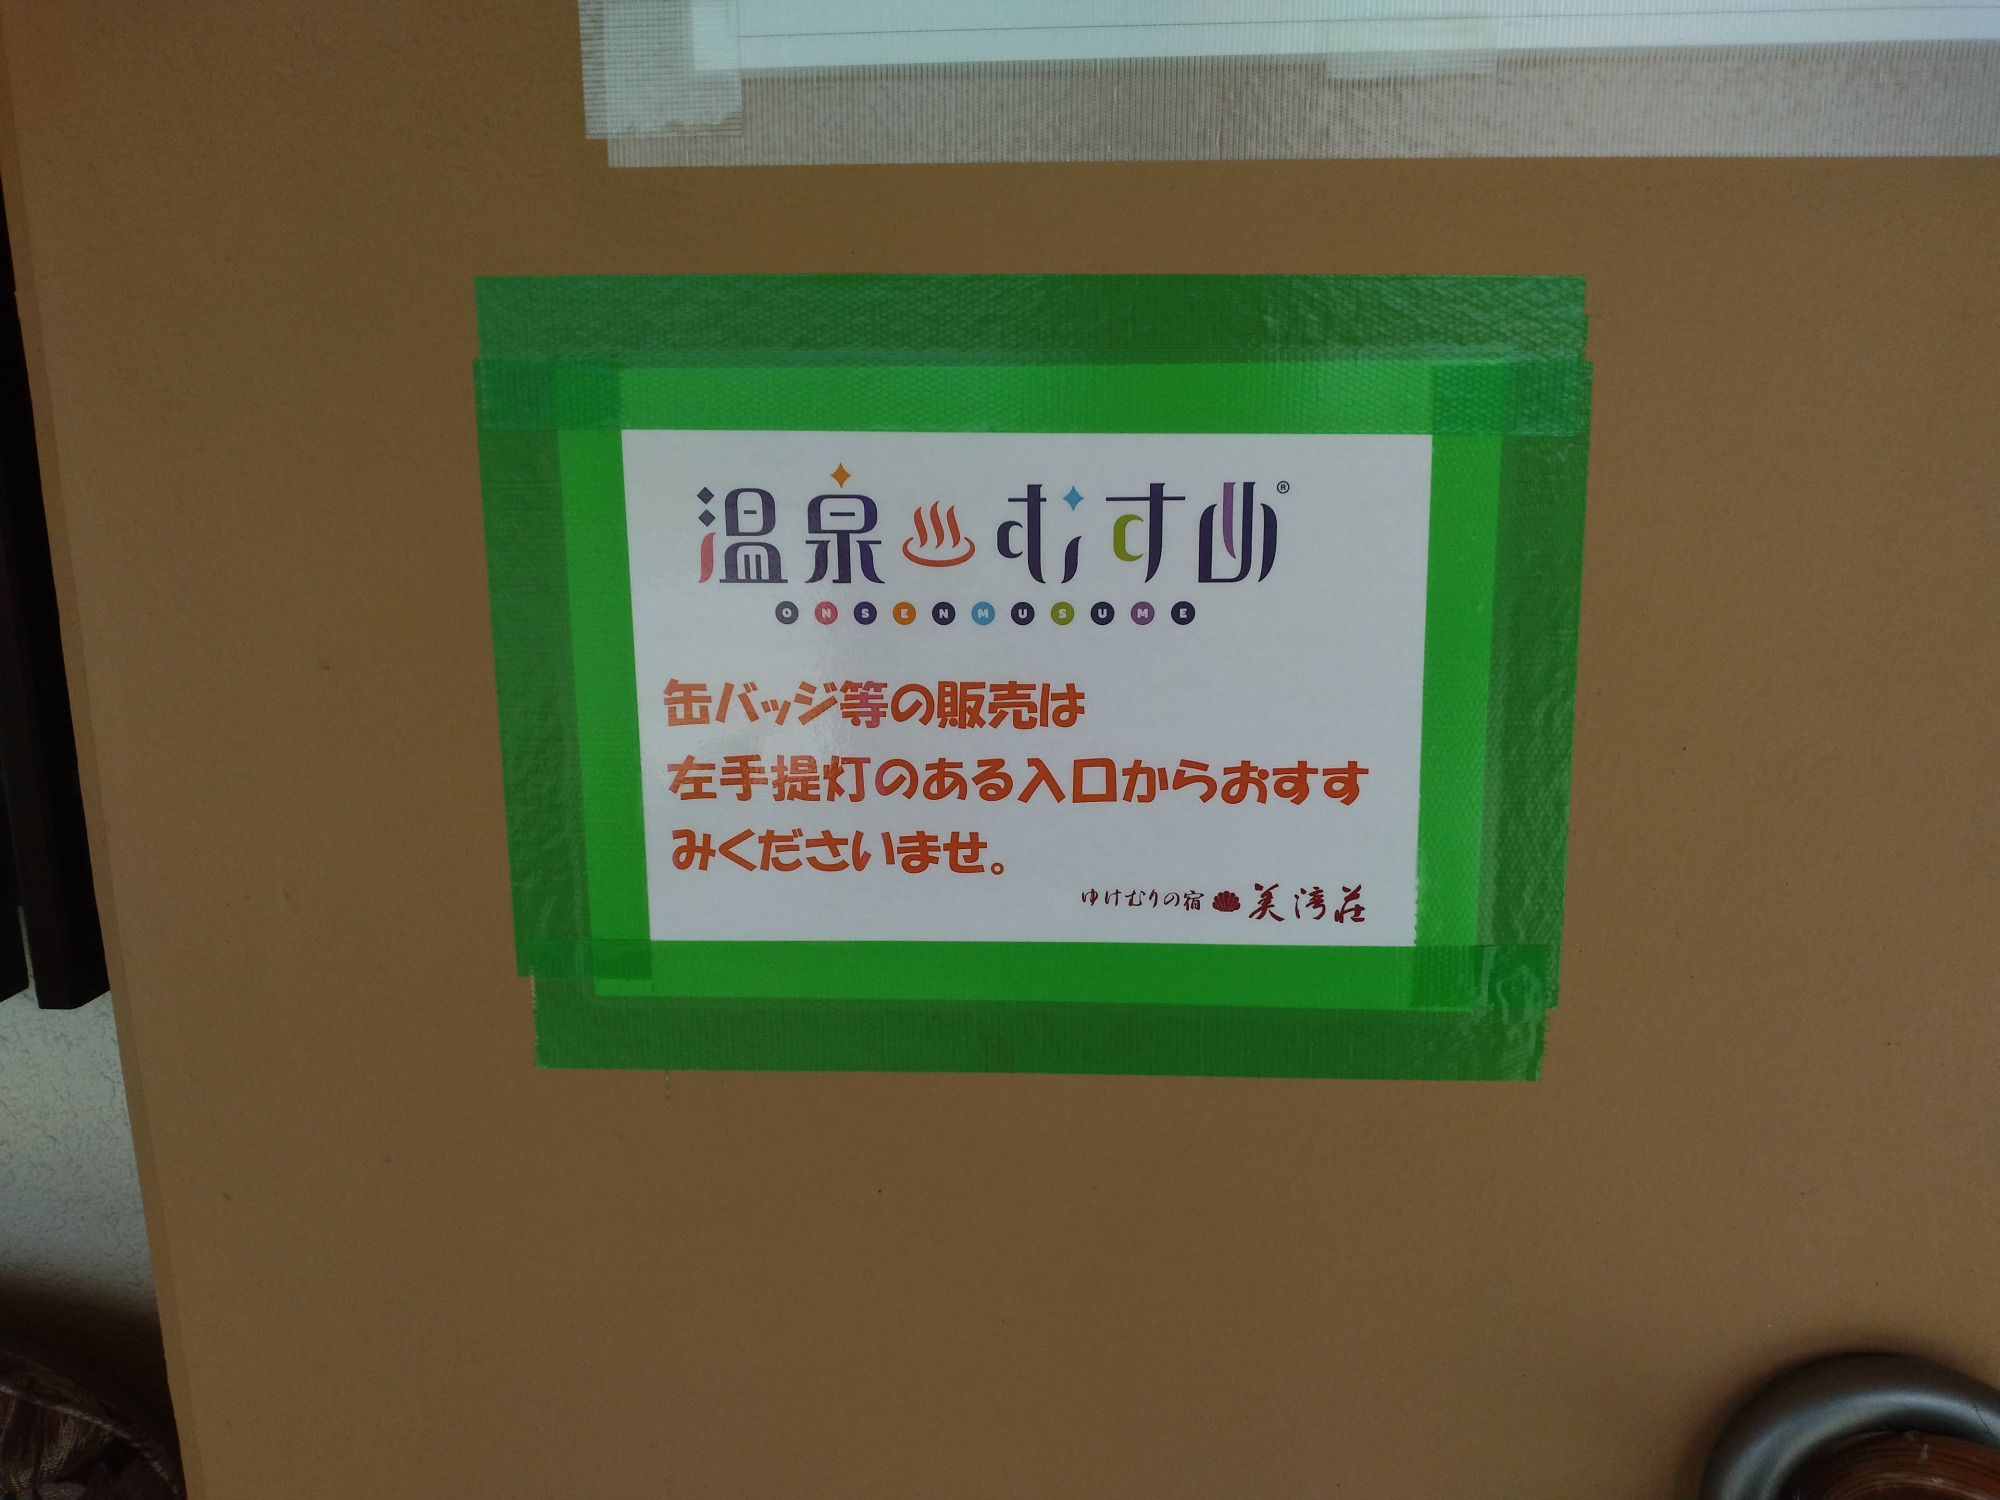 温泉♨むすめ®
ONSENMUSUME
缶バッジ等の販売は
左手提灯のある入口からおすす
みくださいませ。
ゆけむりの宿 美湾荘